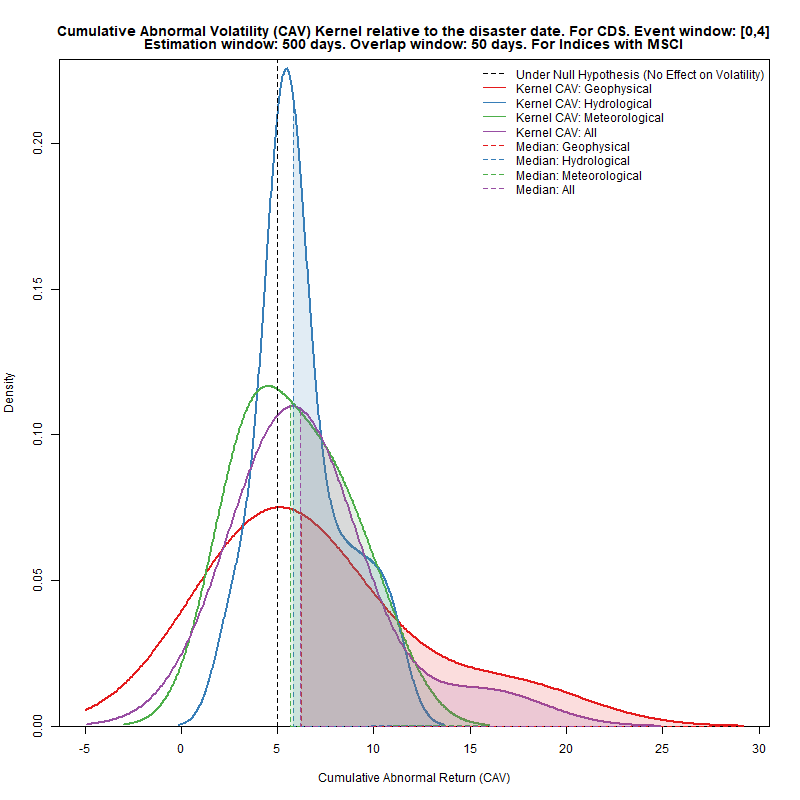 Cumulative Abnormal Volatility (CAV) Kernel relative to the disaster date. For CDS. Event window: [0,4]
Estimation window: 500 days. Overlap window: 50 days. For Indices with MSCI
Under Null Hypothesis (No Effect on Volatility)
Kernel CAV: Geophysical
Kernel CAV: Hydrological
Kernel CAV: Meteorological
Kernel CAV: All
Median: Geophysical
Median: Hydrological
Median: Meteorological
Median: All
Density
0.20
0.15
0.10
0.05
0.00
-5 0 5 10 15 20 25 30
Cumulative Abnormal Return (CAV)